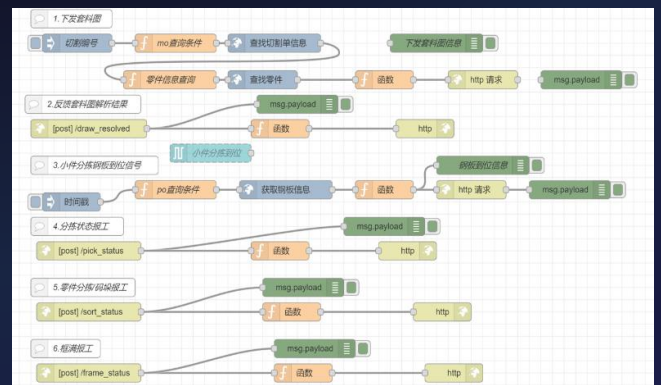 1.下发套料图
切割编号
mo查询条件
查找切割单信息
下发套料图信息
零件信息查询
查找零件
函数
http 请求
msg.payload
2.反馈套料图解析结果
msg.payload
[post] /draw_resolved
函数
http
小件分拣到位
3.小件分拣钢板到位信号
钢板到位信息
时间戳
po查询条件
获取钢板信息
函数
http 请求
msg.payload
4.分拣状态报工
msg.payload
[post] /pick_status
函数
http
5.零件分拣/码垛报工
msg.payload
[post] /sort_status
函数
http
6.框满报工
msg.payload
[post] /frame_status
函数
http